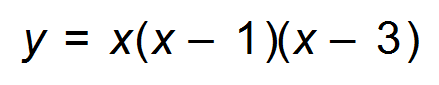 y = x(x – 1)(x – 3)